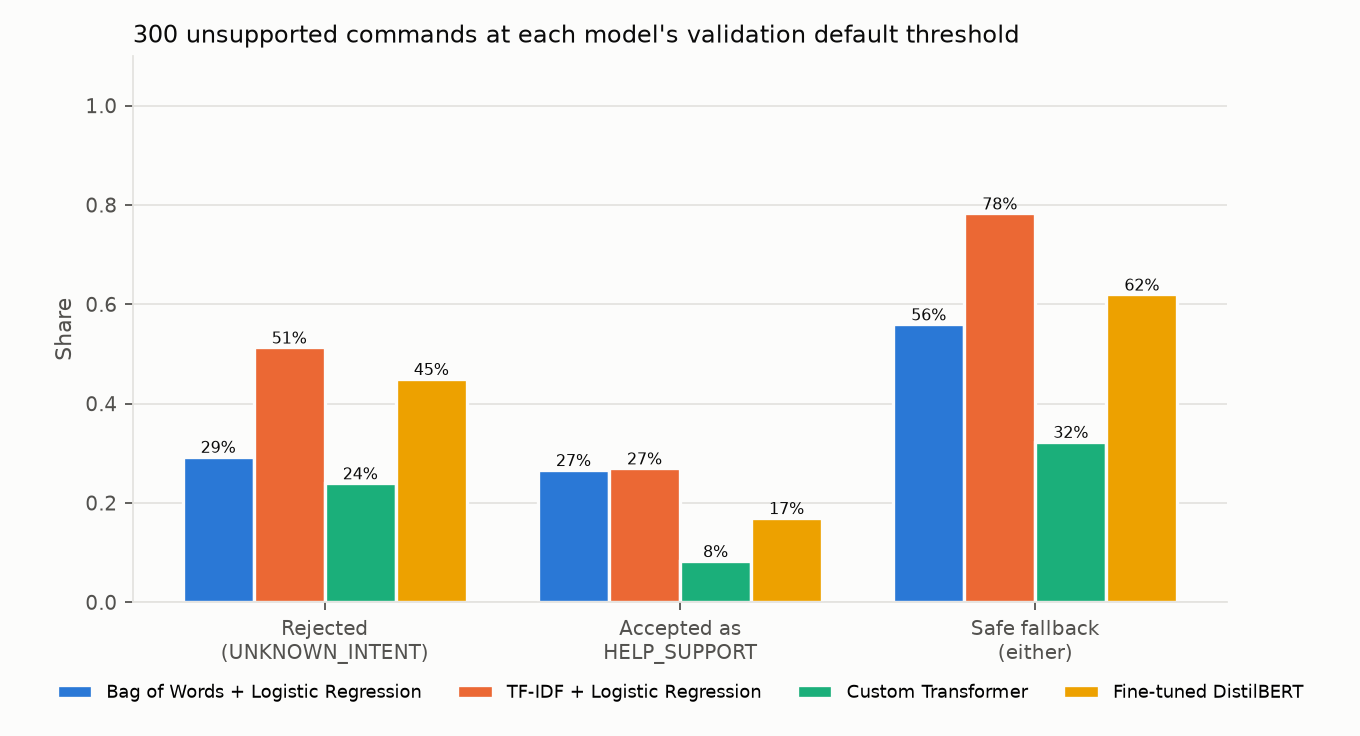 300 unsupported commands at each model's validation default threshold
Share
1.0
0.8
0.6
0.4
0.2
0.0
29%
51%
24%
45%
27%
27%
8%
17%
56%
78%
32%
62%
Rejected
(UNKNOWN_INTENT)
Accepted as
HELP_SUPPORT
Safe fallback
(either)
Bag of Words + Logistic Regression
TF-IDF + Logistic Regression
Custom Transformer
Fine-tuned DistilBERT